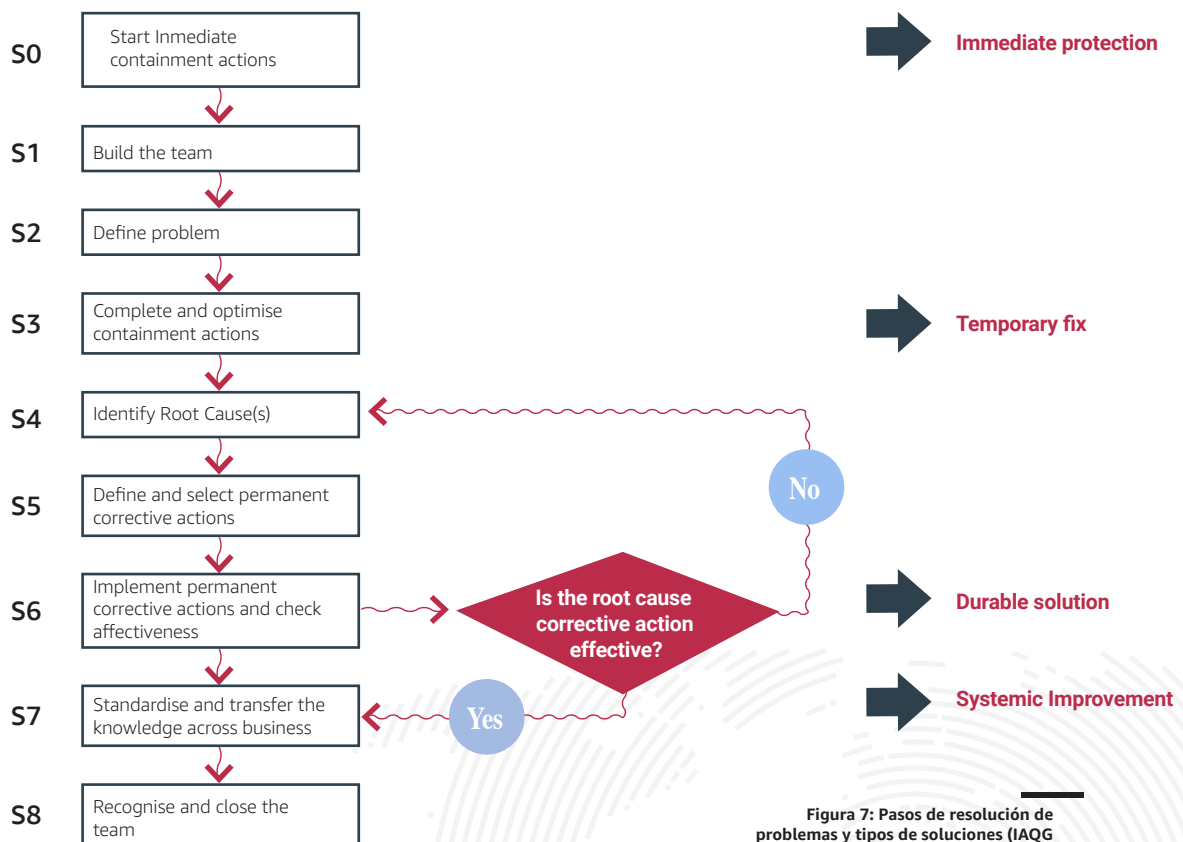 S0
Start Inmediate
containment actions
Immediate protection
S1
Build the team
S2
Define problem
S3
Complete and optimise
containment actions
Temporary fix
S4
Identify Root Cause(s)
No
S5
Define and select permanent
corrective actions
S6
Implement permanent
corrective actions and check
affectiveness
Is the root cause
corrective action
effective?
Durable solution
S7
Standardise and transfer the
knowledge across business
Yes
Systemic Improvement
S8
Recognise and close the
team
Figura 7: Pasos de resolución de
problemas y tipos de soluciones (IAQG